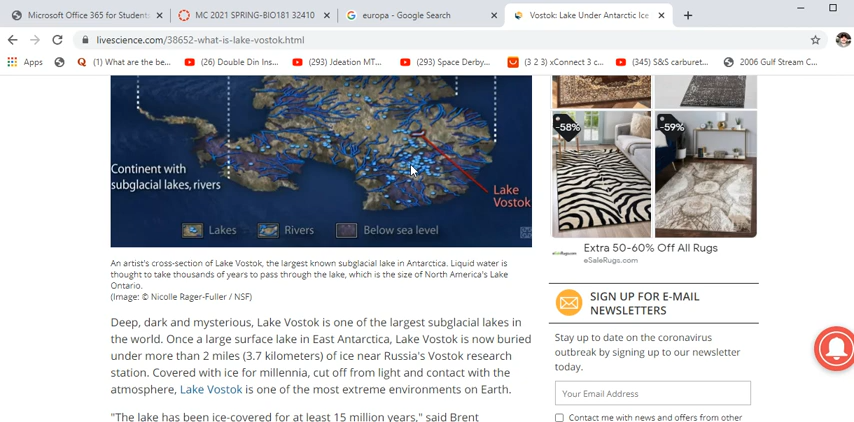 Microsoft Office 365 for Student
MC 2021 SPRING-BIO181 32410
europa - Google Search
Vostok: Lake Under Antarctic Ice
livescience.com/38652-what-is-lake-vostok.html
Apps
(1) What are the be...
(26) Double Din Ins...
(293) Jdeation MT...
(293) Space Derby...
(3 2 3) xConnect 3 c...
(345) S&S carburet...
2006 Gulf Stream C...
Continent with
subglacial lakes, rivers
Lake
Vostok
Lakes
Rivers
Below sea level
An artist's cross-section of Lake Vostok, the largest known subglacial lake in Antarctica. Liquid water is
thought to take thousands of years to pass through the lake, which is the size of North America's Lake
Ontario.
(Image: © Nicolle Rager-Fuller / NSF)
Deep, dark and mysterious, Lake Vostok is one of the largest subglacial lakes in
the world. Once a large surface lake in East Antarctica, Lake Vostok is now buried
under more than 2 miles (3.7 kilometers) of ice near Russia's Vostok research
station. Covered with ice for millennia, cut off from light and contact with the
atmosphere, Lake Vostok is one of the most extreme environments on Earth.
"The lake has been ice-covered for at least 15 million years," said Brent
-58%
-59%
eSaleRugs.com
Extra 50-60% Off All Rugs
eSaleRugs.com
SIGN UP FOR E-MAIL
NEWSLETTERS
Stay up to date on the coronavirus
outbreak by signing up to our newsletter
today.
Your Email Address
Contact me with news and offers from other